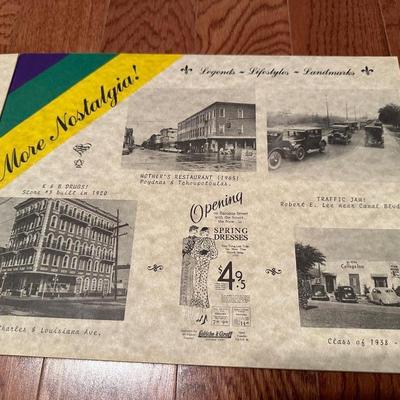 More Nostalgia!
Legends ~ Lifestyles ~ Landmarks
MOTHER'S RESTAURANT (1965)
Poydras & Tchoupotoulas.
K & B DRUGS!
Store #3 built in 1920
TRAFFIC JAM!
Robert E. Lee near Canal Blvd
Opening
SPRING
DRESSES
$4.95
Charles & Louisiana Ave.
Class of 1938 -